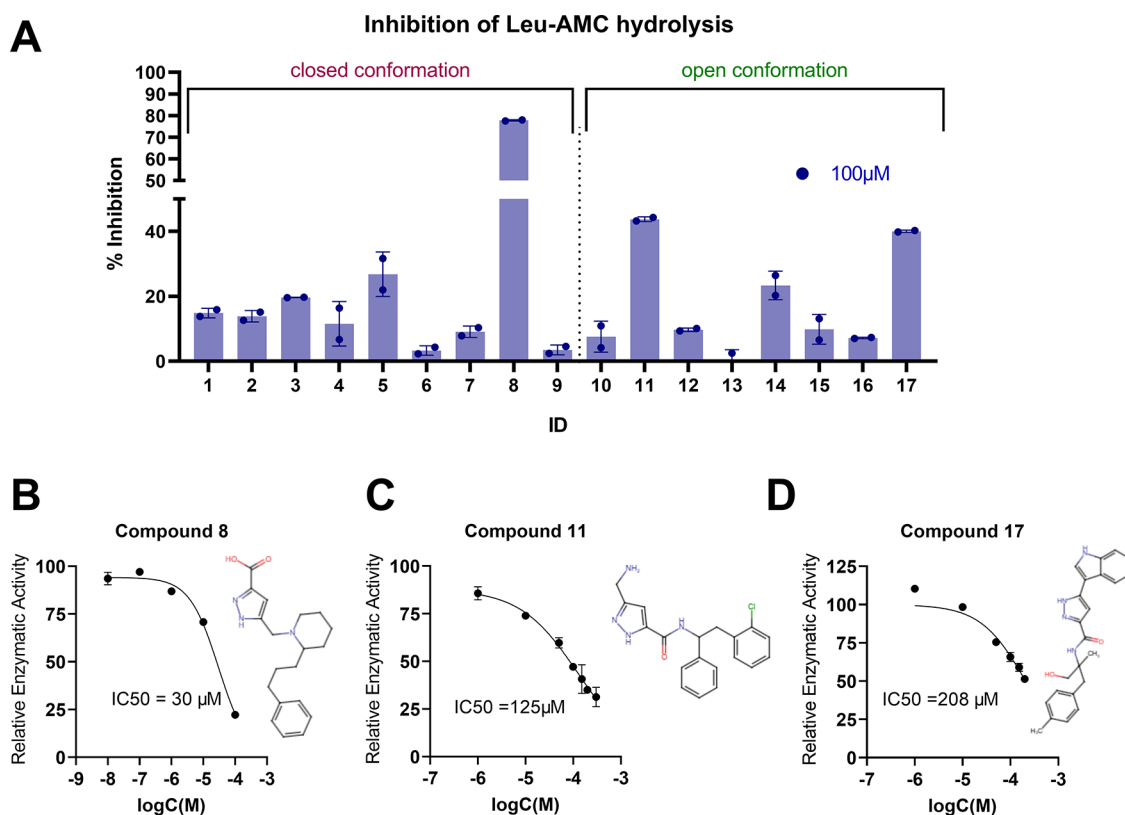 A
Inhibition of Leu-AMC hydrolysis
closed conformation
open conformation
% Inhibition
100
90
80
70
60
50
40
20
0
100µM
1 2 3 4 5 6 7 8 9 10 11 12 13 14 15 16 17
ID
B
Compound 8
Relative Enzymatic Activity
100
75
50
25
0
HO
O
N
NH
N
IC50 = 30 µM
-9 -8 -7 -6 -5 -4 -3
logC(M)
C
Compound 11
Relative Enzymatic Activity
100
75
50
25
0
NH2
N
NH
H
N
O
Cl
IC50 =125µM
-7 -6 -5 -4 -3
logC(M)
D
Compound 17
Relative Enzymatic Activity
125
100
75
50
25
0
H
N
HN
N
O
HN
CH3
HO
H3C
IC50 =208 µM
-7 -6 -5 -4 -3
logC(M)